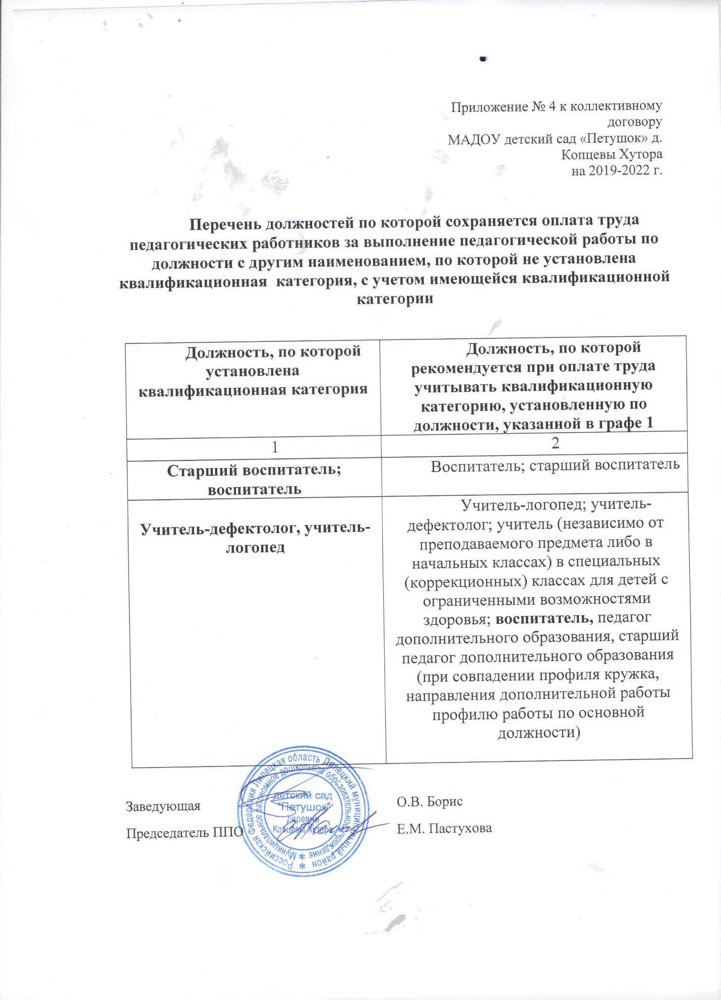 Приложение № 4 к коллективному
договору
МАДОУ детский сад «Петушок» д.
Копцевы Хутора
на 2019-2022 г.
Перечень должностей по которой сохраняется оплата труда
педагогических работников за выполнение педагогической работы по
должности с другим наименованием, по которой не установлена
квалификационная категория, с учетом имеющейся квалификационной
категории
Должность, по которой
установлена
квалификационная категория
Должность, по которой
рекомендуется при оплате труда
учитывать квалификационную
категорию, установленную по
должности, указанной в графе 1
1
2
Старший воспитатель;
воспитатель
Воспитатель; старший воспитатель
Учитель-дефектолог, учитель-
логопед
Учитель-логопед; учитель-
дефектолог; учитель (независимо от
преподаваемого предмета либо в
начальных классах) в специальных
(коррекционных) классах для детей с
ограниченными возможностями
здоровья; воспитатель, педагог
дополнительного образования, старший
педагог дополнительного образования
(при совпадении профиля кружка,
направления дополнительной работы
профилю работы по основной
должности)
Заведующая
О.В. Борис
Председатель ППО
Е.М. Пастухова
Российская Федерация Липецкая область Липецкий муниципальный район *
Муниципальное автономное дошкольное образовательное учреждение *
детский сад
"Петушок"
деревни
Копцевы Хутора